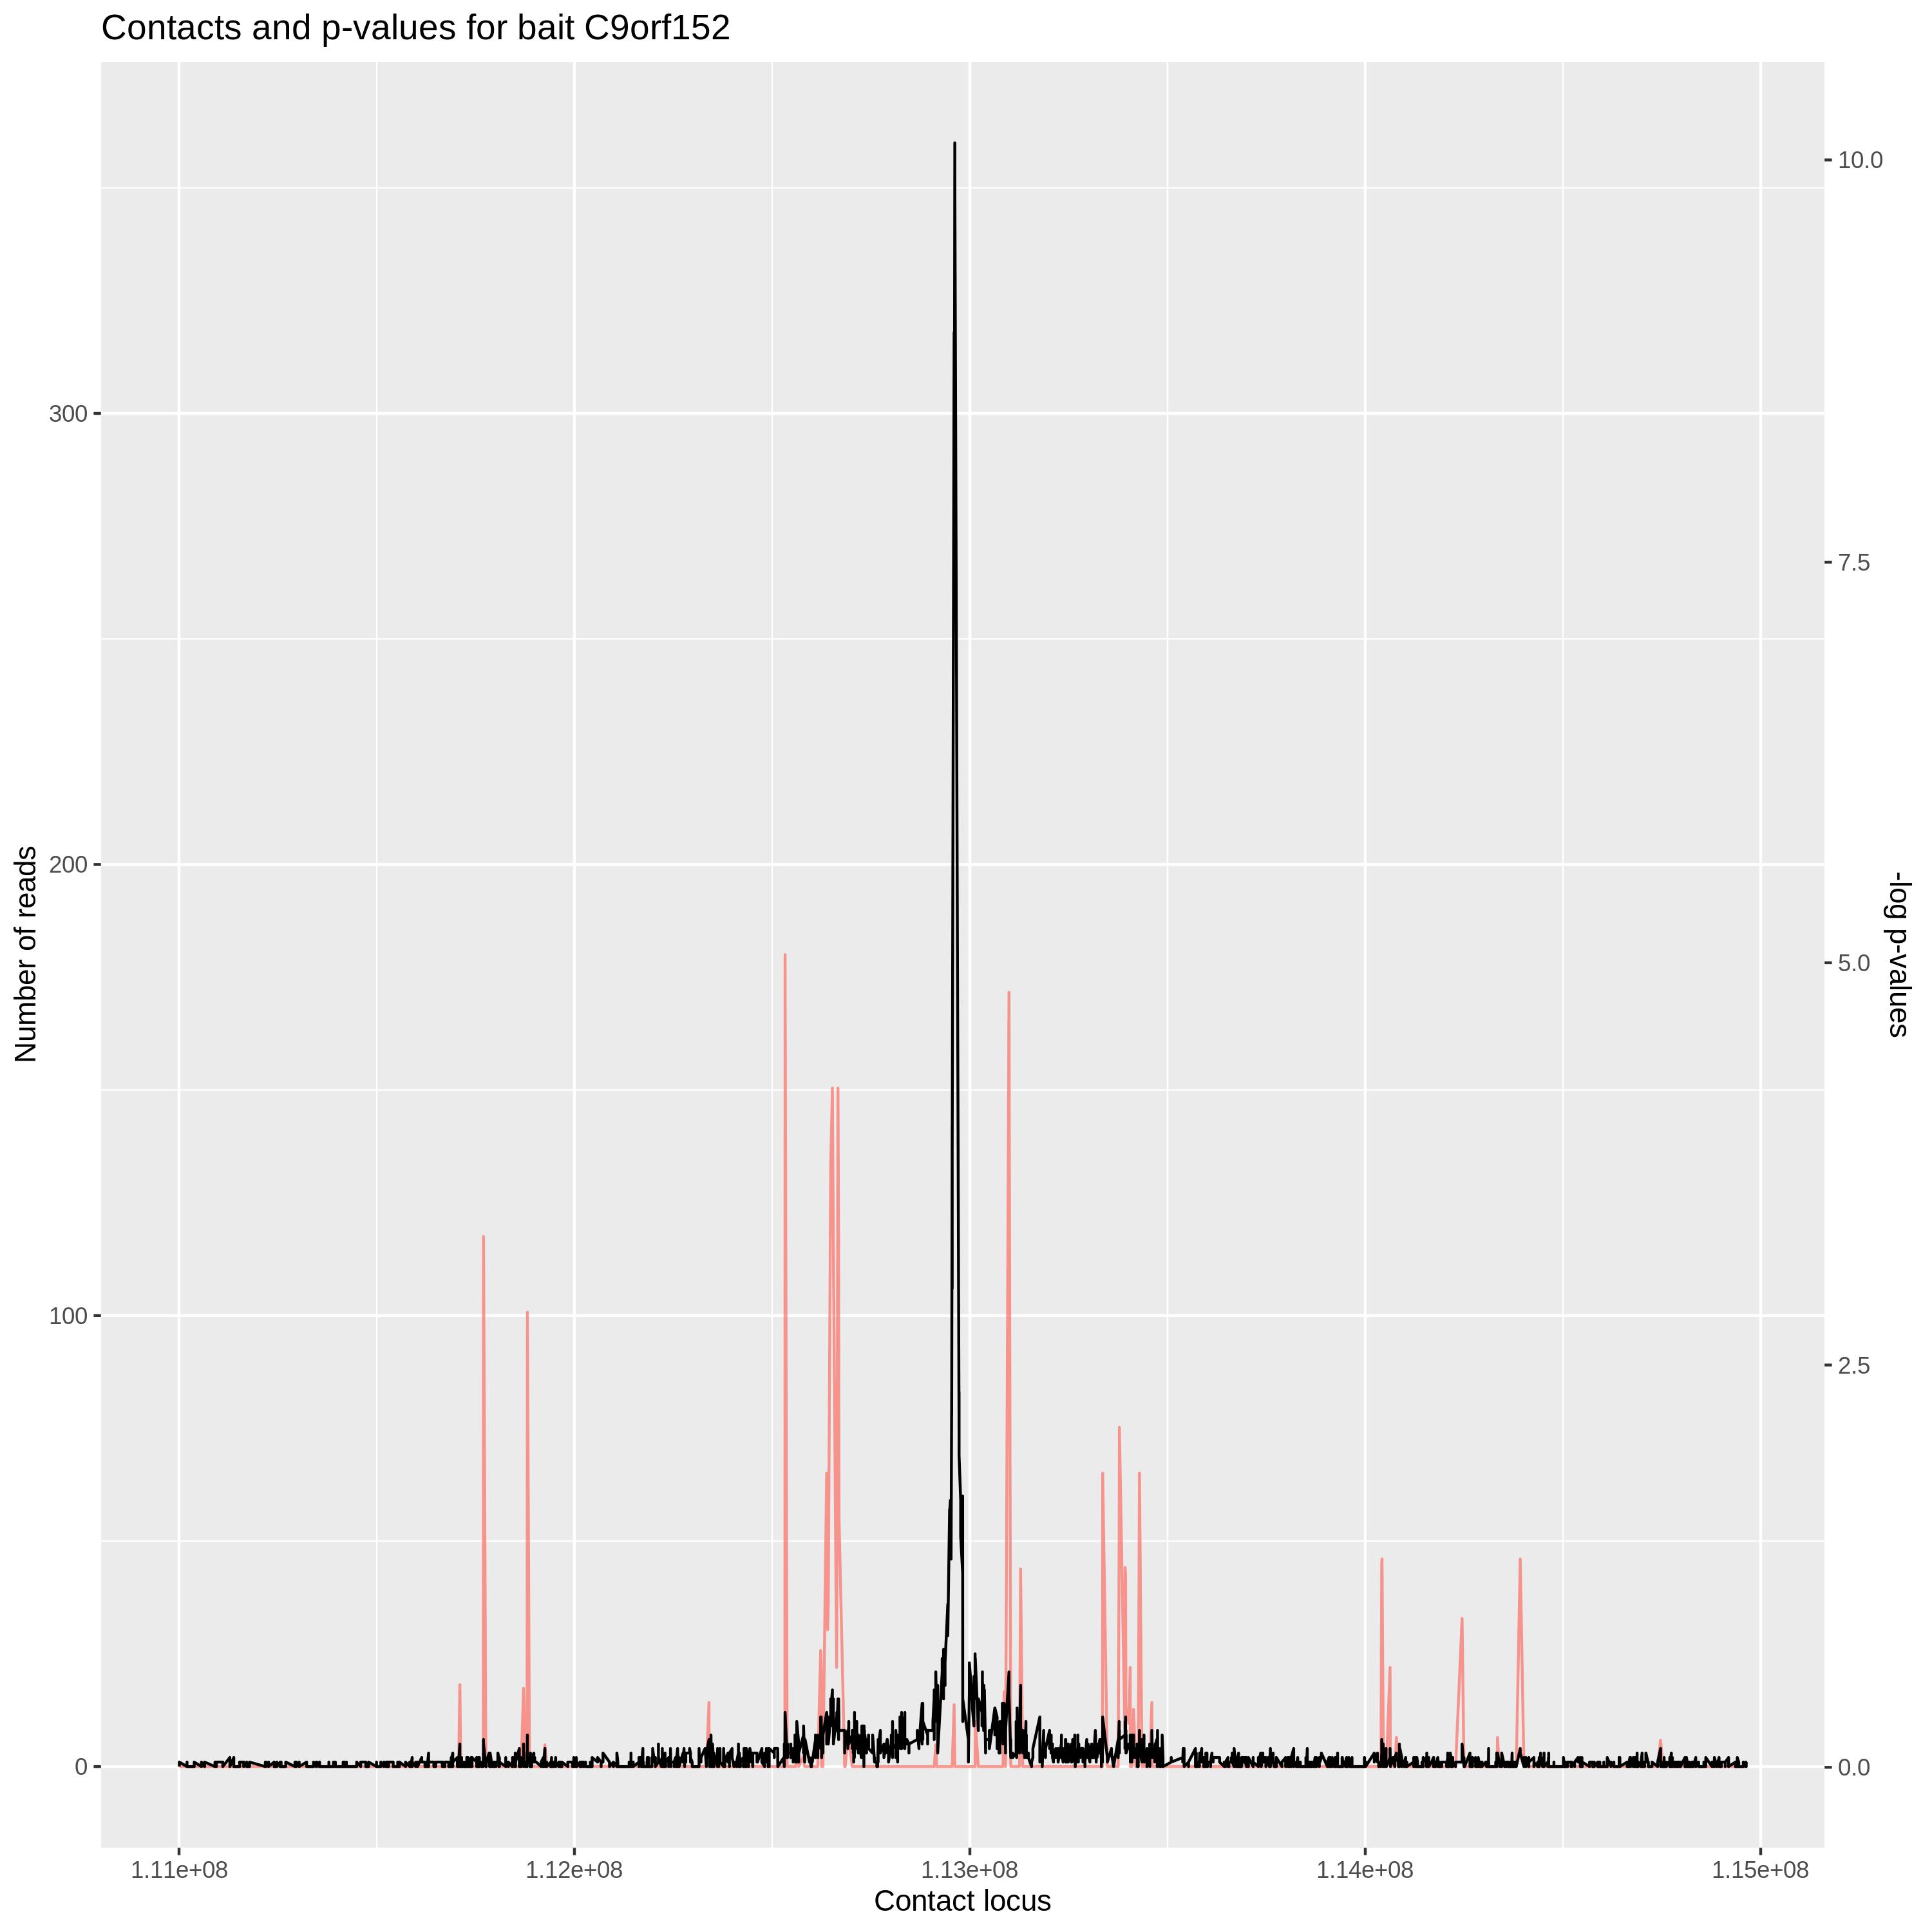 Contacts and p-values for bait C9orf152
Number of reads
300
200
100
0
10.0
7.5
5.0
2.5
0.0
-log p-values
1.11e+08
1.12e+08
1.13e+08
1.14e+08
1.15e+08
Contact locus